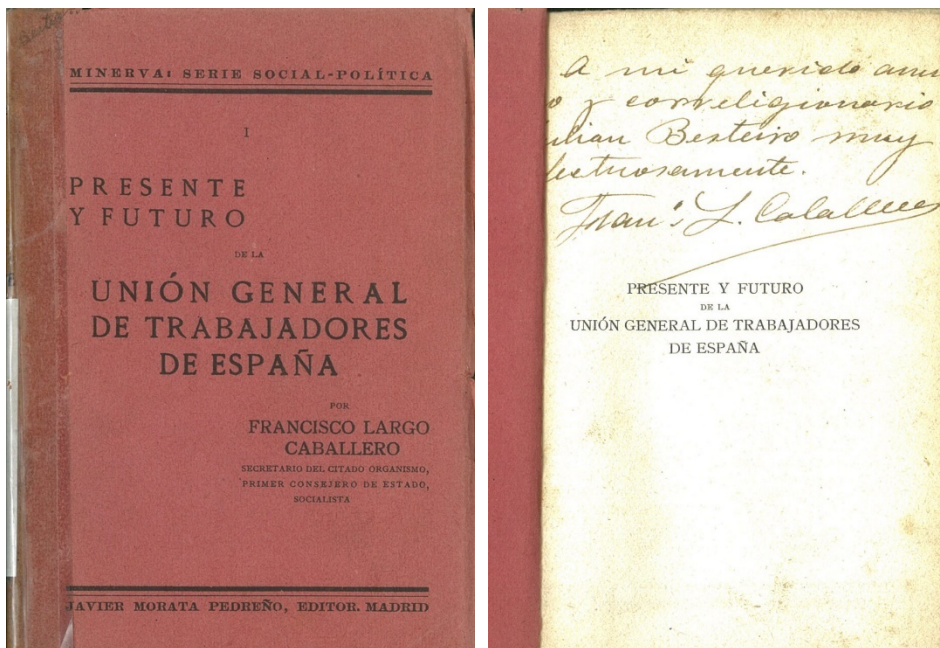 MINERVA: SERIE SOCIAL-POLÍTICA
I
PRESENTE
Y FUTURO
DE LA
UNIÓN GENERAL
DE TRABAJADORES
DE ESPAÑA
POR
FRANCISCO LARGO
CABALLERO
SECRETARIO DEL CITADO ORGANISMO,
PRIMER CONSEJERO DE ESTADO,
SOCIALISTA
JAVIER MORATA PEDREÑO, EDITOR. MADRID
A mi querido ami
o y correligionario
ulian Besteiro muy
fectuosamente.
Fran.º L. Caballero
PRESENTE Y FUTURO
DE LA
UNIÓN GENERAL DE TRABAJADORES
DE ESPAÑA